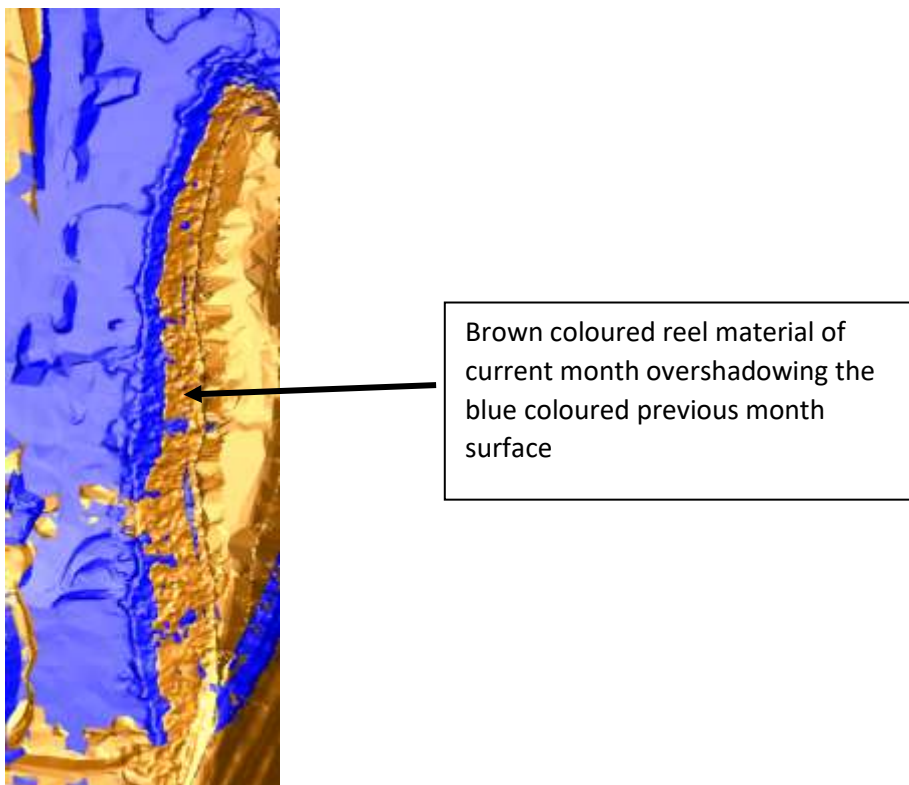 Brown coloured reel material of
current month overshadowing the
blue coloured previous month
surface